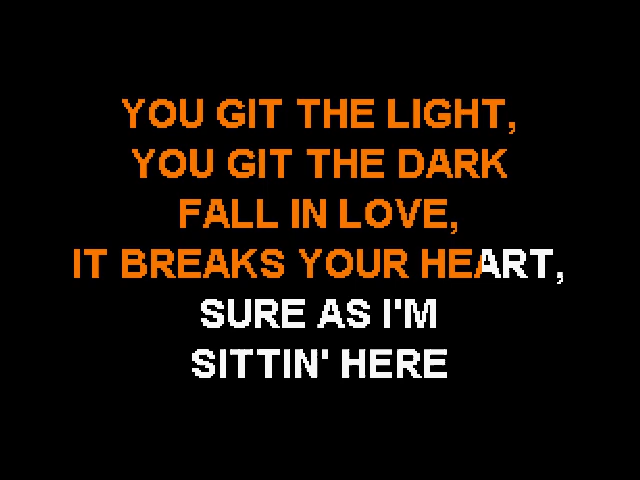 YOU GIT THE LIGHT,
YOU GIT THE DARK
FALL IN LOVE,
IT BREAKS YOUR HEART,
SURE AS I'M
SITTIN' HERE